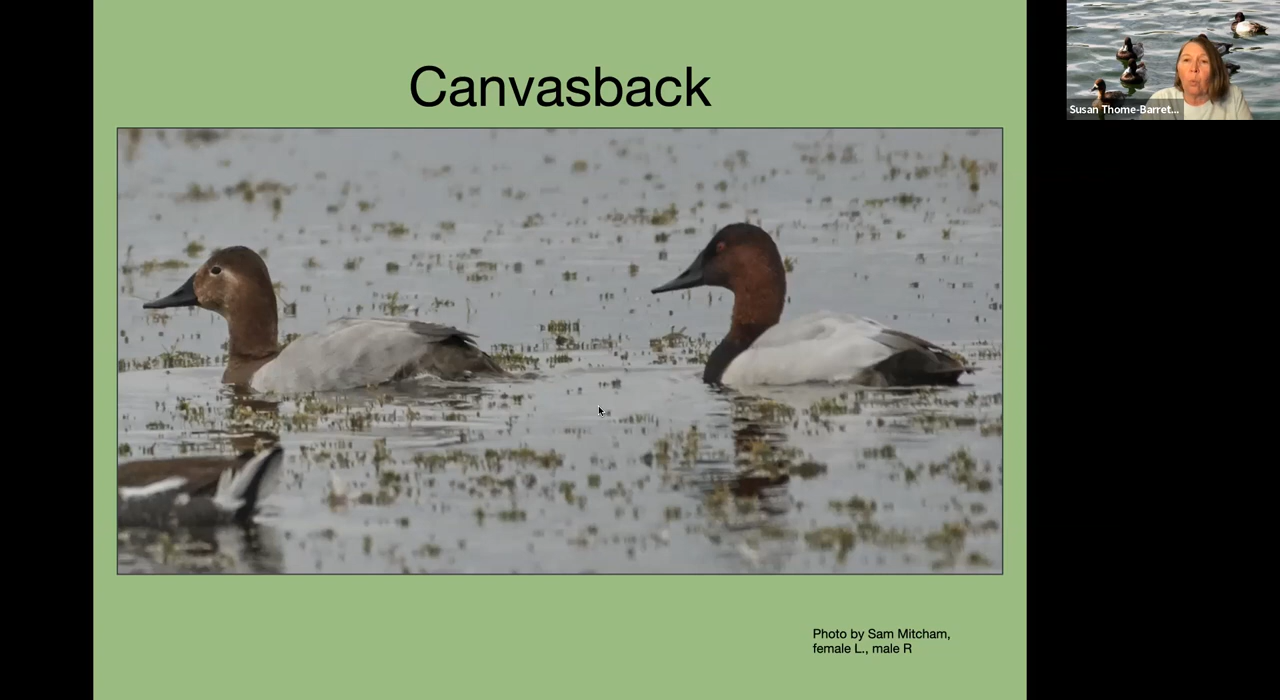 Canvasback
Susan Thome-Barret...
Photo by Sam Mitcham,
female L., male R